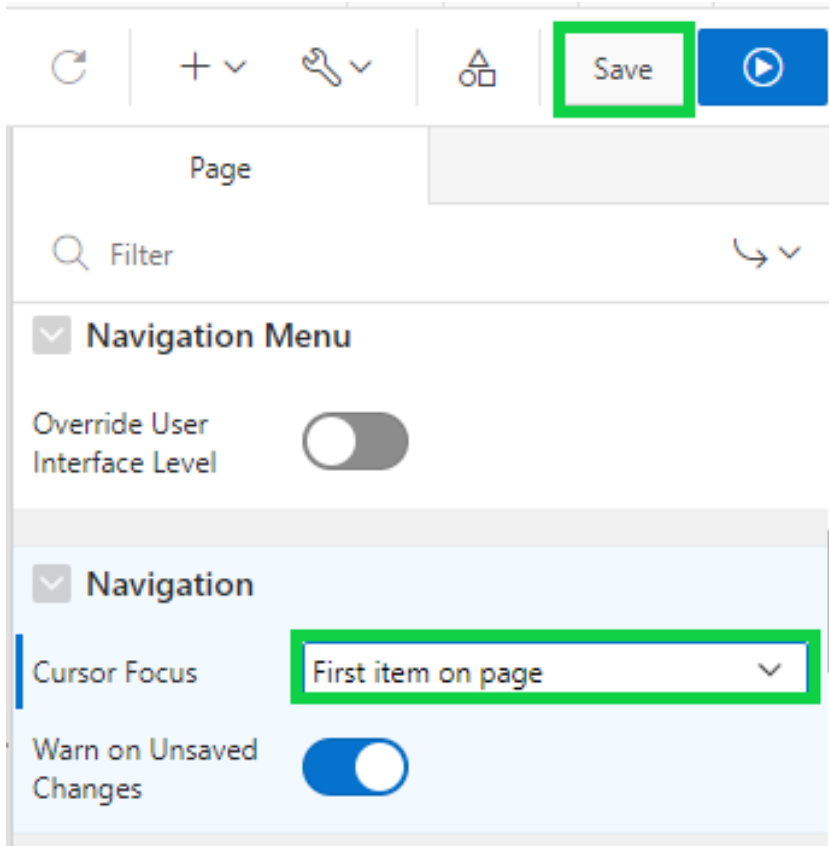 Save
Page
Filter
Navigation Menu
Override User
Interface Level
Navigation
Cursor Focus
First item on page
Warn on Unsaved
Changes